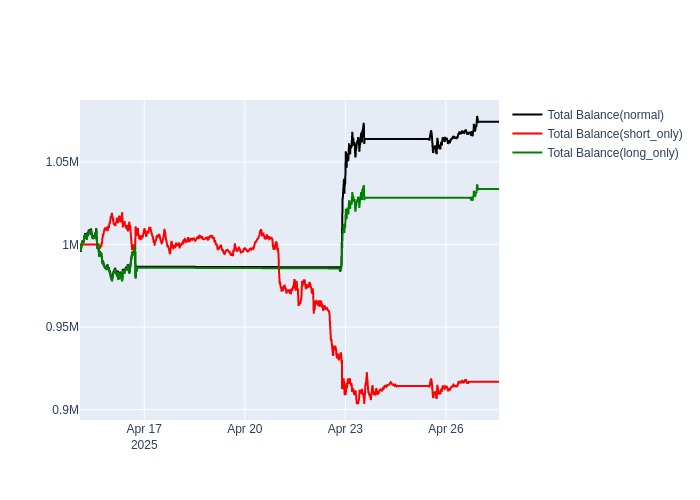 1.05M
1M
0.95M
0.9M
Apr 17
2025
Apr 20
Apr 23
Apr 26
Total Balance(normal)
Total Balance(short_only)
Total Balance(long_only)